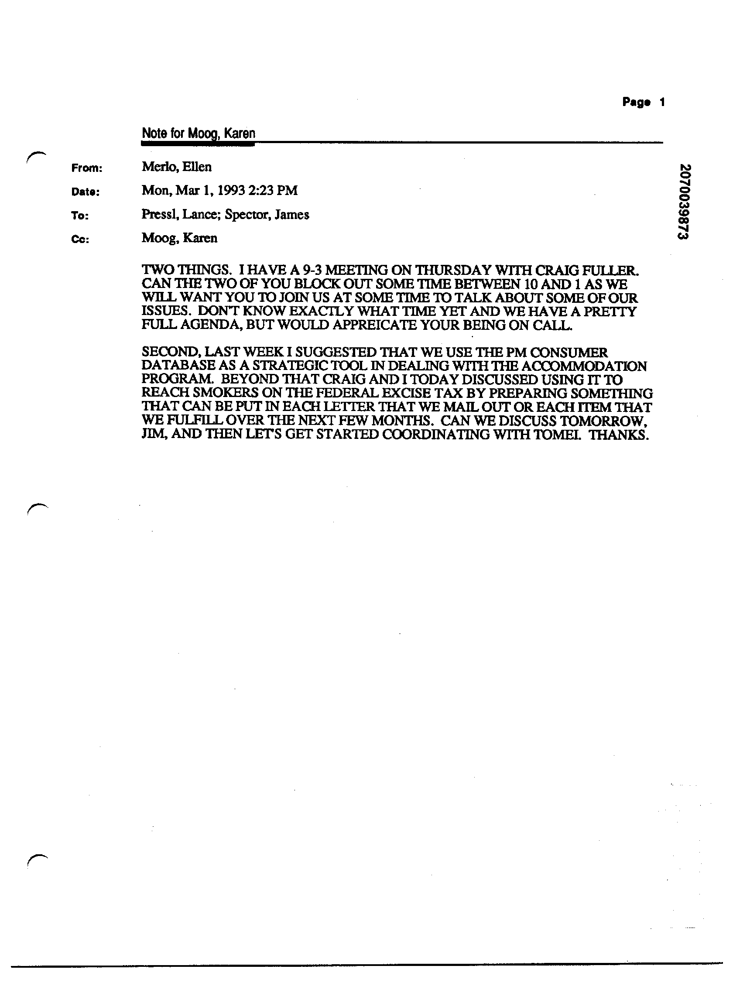 Page 1
Note for Moog, Karen
From: Merlo, Ellen
Date: Mon, Mar 1, 1993 2:23 PM
To: Pressl, Lance; Spector, James
Cc: Moog, Karen
2070039873
TWO THINGS. I HAVE A 9-3 MEETING ON THURSDAY WITH CRAIG FULLER.
CAN THE TWO OF YOU BLOCK OUT SOME TIME BETWEEN 10 AND 1 AS WE
WILL WANT YOU TO JOIN US AT SOME TIME TO TALK ABOUT SOME OF OUR
ISSUES. DON'T KNOW EXACTLY WHAT TIME YET AND WE HAVE A PRETTY
FULL AGENDA, BUT WOULD APPREICATE YOUR BEING ON CALL.
SECOND, LAST WEEK I SUGGESTED THAT WE USE THE PM CONSUMER
DATABASE AS A STRATEGIC TOOL IN DEALING WITH THE ACCOMMODATION
PROGRAM. BEYOND THAT CRAIG AND I TODAY DISCUSSED USING IT TO
REACH SMOKERS ON THE FEDERAL EXCISE TAX BY PREPARING SOMETHING
THAT CAN BE PUT IN EACH LETTER THAT WE MAIL OUT OR EACH ITEM THAT
WE FULFILL OVER THE NEXT FEW MONTHS. CAN WE DISCUSS TOMORROW,
JIM, AND THEN LET'S GET STARTED COORDINATING WITH TOMEI. THANKS.